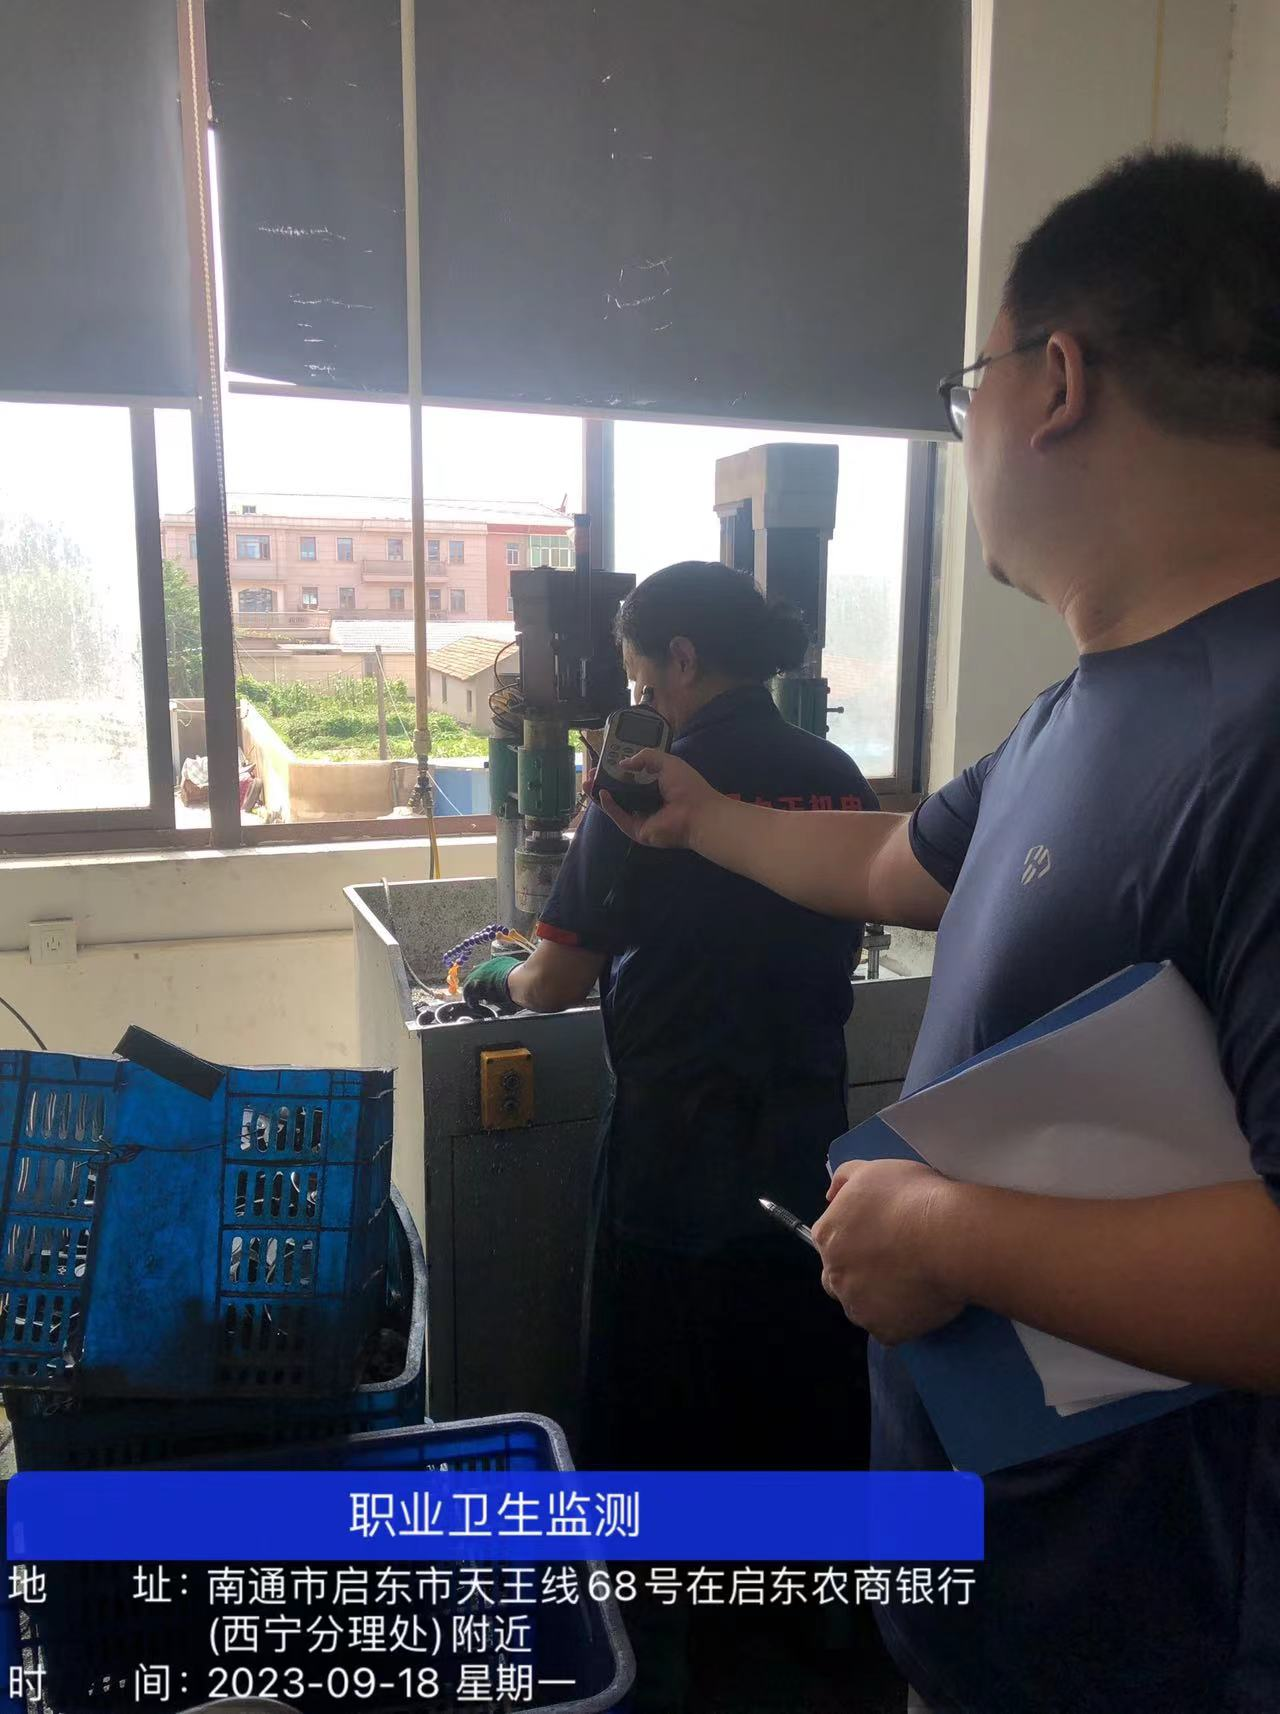 职业卫生监测
地 址：南通市启东市天王线68号在启东农商银行
(西宁分理处)附近
时 间：2023-09-18 星期一